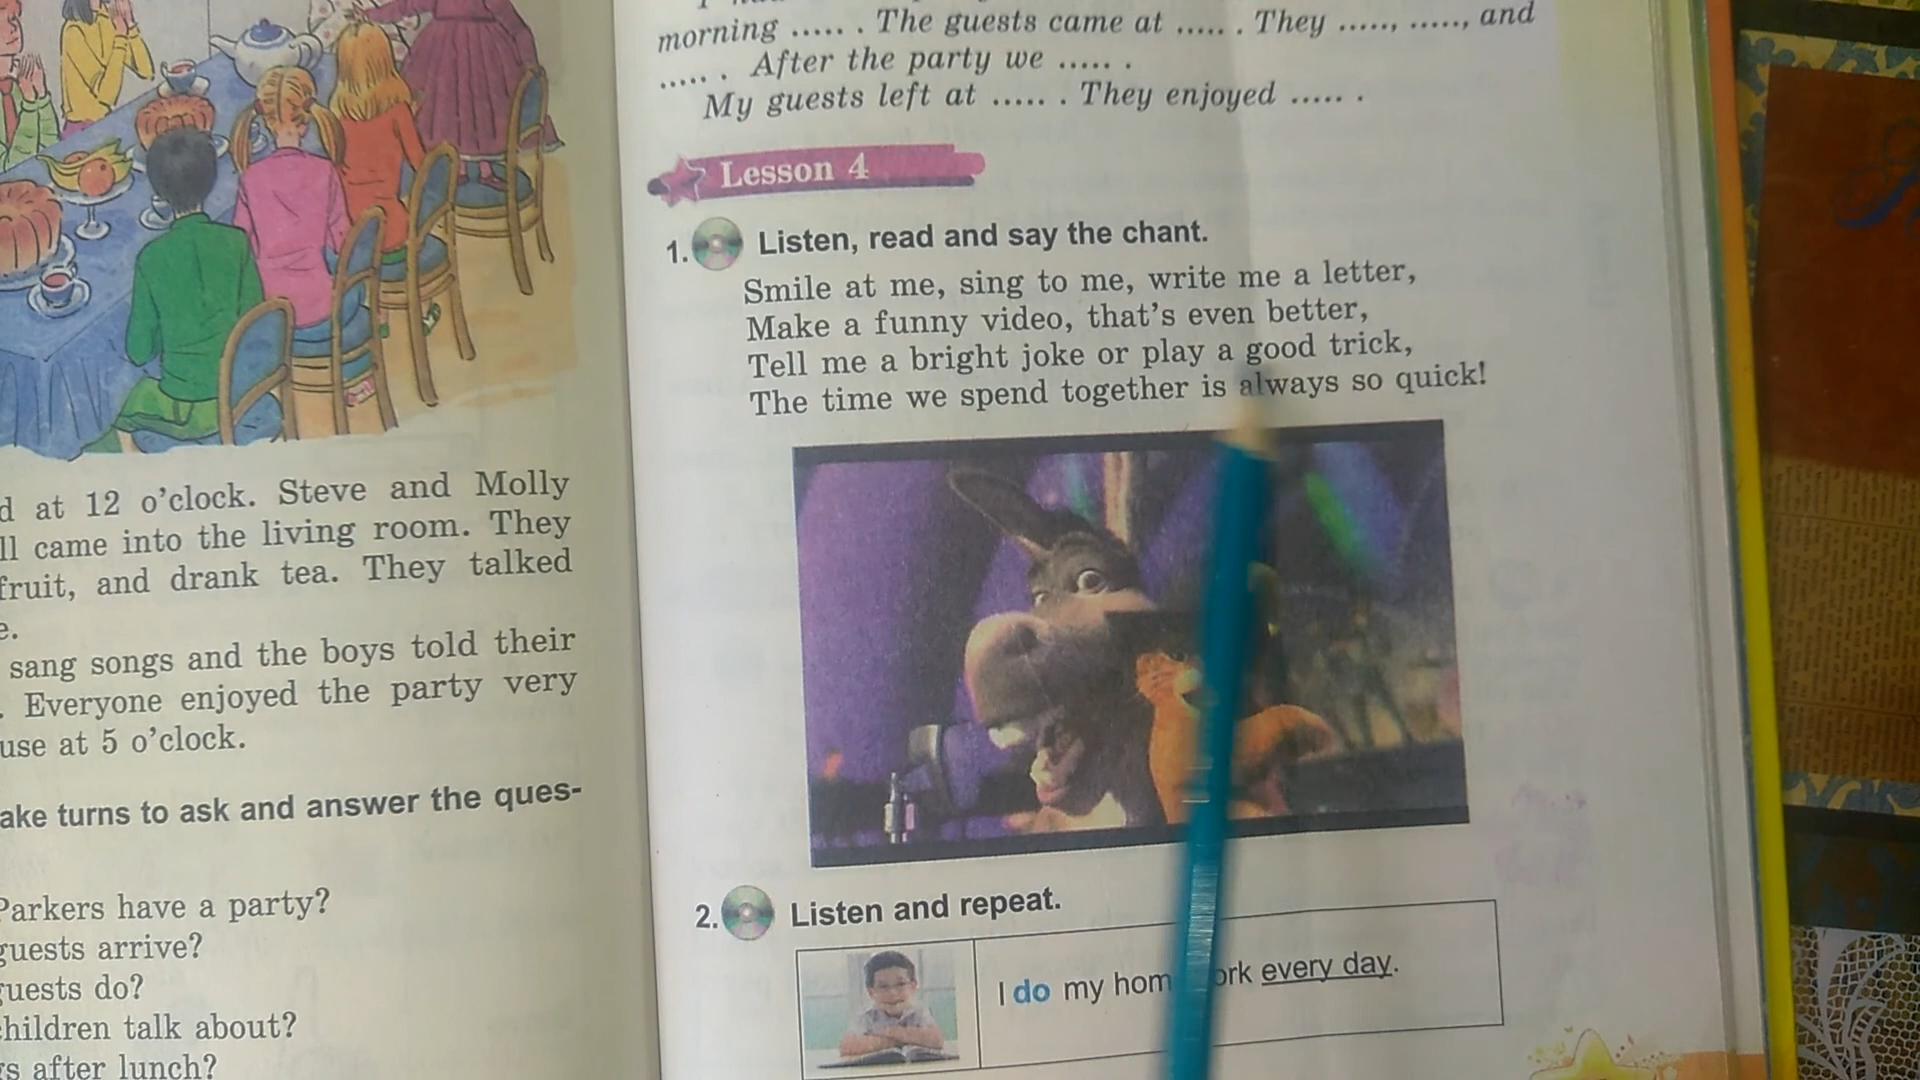 d at 12 o'clock. Steve and Molly
ll came into the living room. They
fruit, and drank tea. They talked
e.
sang songs and the boys told their
. Everyone enjoyed the party very
use at 5 o'clock.
ake turns to ask and answer the ques-
Parkers have a party?
guests arrive?
guests do?
children talk about?
gs after lunch?
morning ..... . The guests came at ..... . They ....., ....., and
..... . After the party we ..... .
My guests left at ..... . They enjoyed ..... .
Lesson 4
1. Listen, read and say the chant.
Smile at me, sing to me, write me a letter,
Make a funny video, that's even better,
Tell me a bright joke or play a good trick,
The time we spend together is always so quick!
2. Listen and repeat.
I do my hom ork every day.